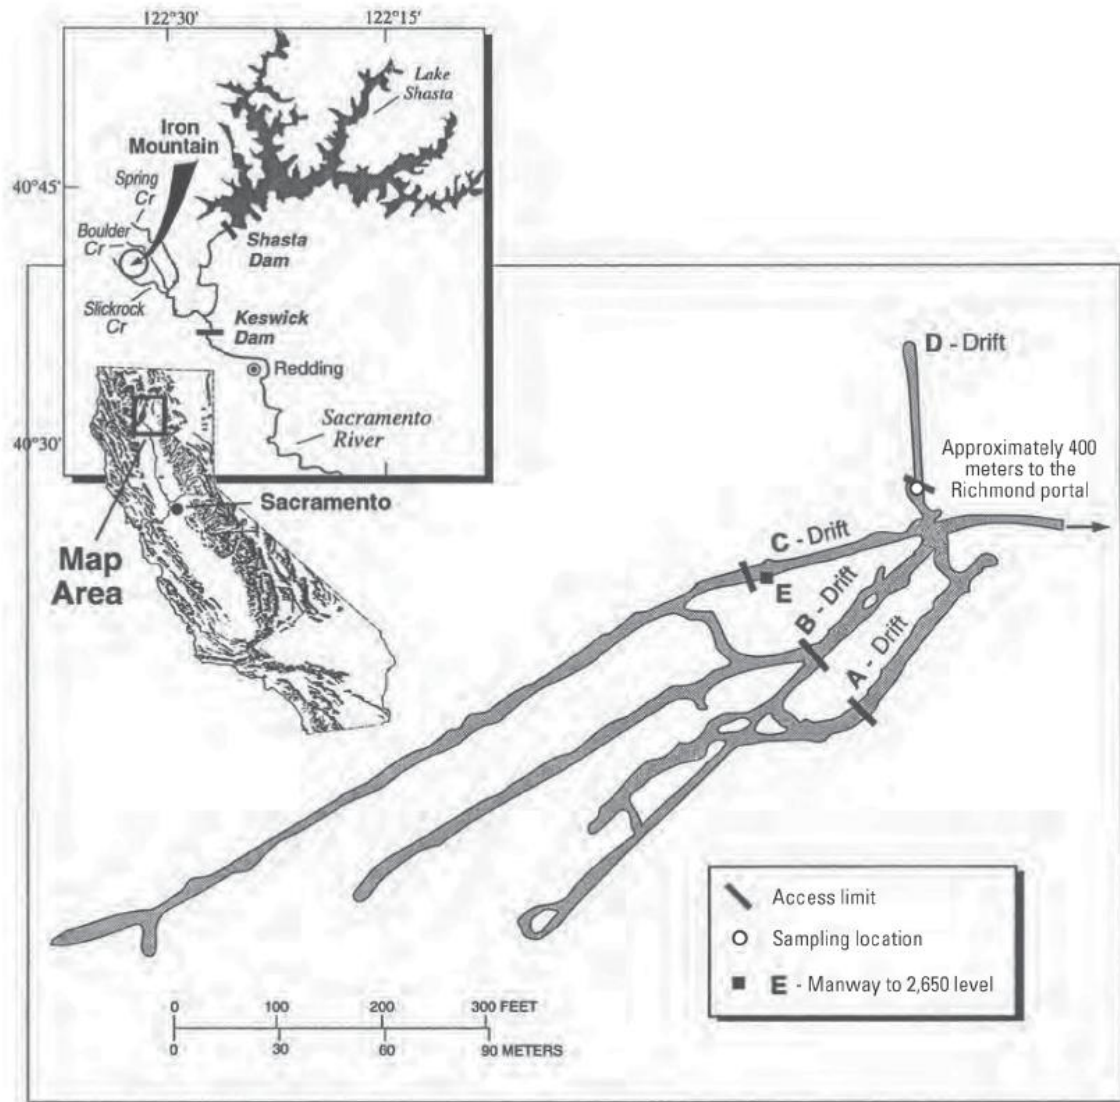 122°30'
122°15'
Lake
Shasta
Iron
Mountain
40°45'
Spring
Cr
Boulder
Cr
Shasta
Dam
Slickrock
Cr
Keswick
Dam
Redding
Sacramento
River
40°30'
Sacramento
Map
Area
D - Drift
Approximately 400
meters to the
Richmond portal
C - Drift
E
B - Drift
A - Drift
Access limit
Sampling location
E - Manway to 2,650 level
0 100 200 300 FEET
0 30 60 90 METERS